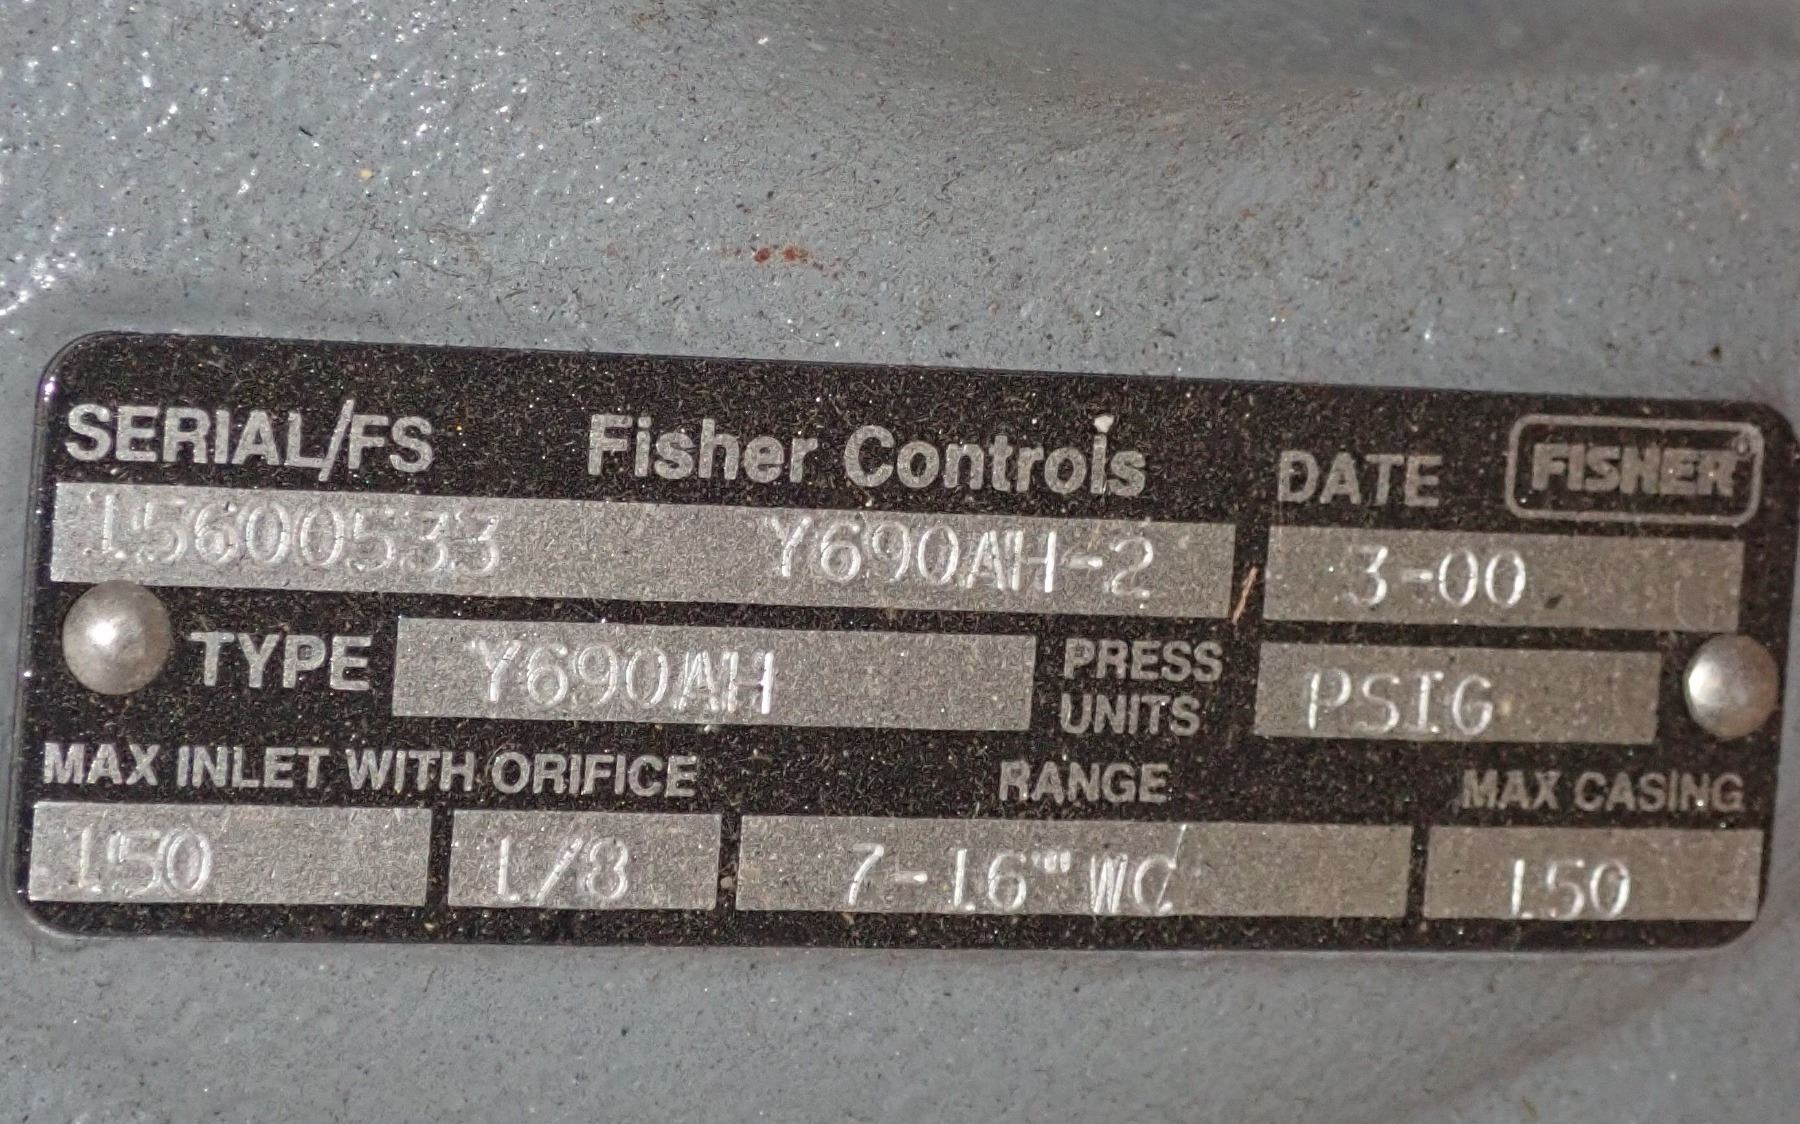 SERIAL/FS Fisher Controls DATE FISHER®
15600533 Y690AH-2 3-00
TYPE Y690AH PRESS UNITS PSIG
MAX INLET WITH ORIFICE RANGE MAX CASING
150 1/8 7-16"WC 150